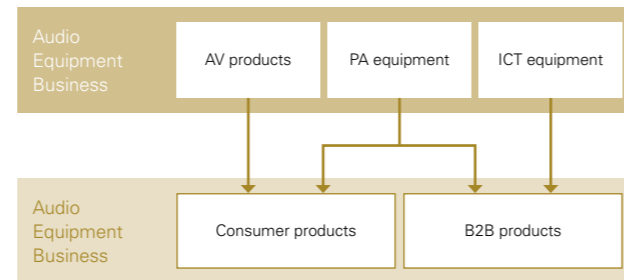 Audio
Equipment
Business
AV products
PA equipment
ICT equipment
Audio
Equipment
Business
Consumer products
B2B products